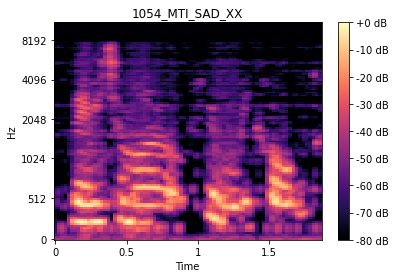 1054_MTI_SAD_XX
+0 dB
8192
-10 dB
4096
-20 dB
-30 dB
2048
Hz
-40 dB
1024
-50 dB
512
-60 dB
-70 dB
0
-80 dB
0
0.5
1
1.5
Time